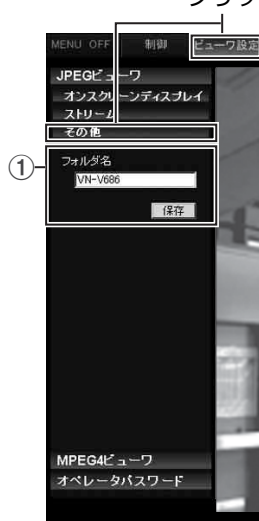 MENU OFF 制御 ビューワ設定
JPEGビューワ
オンスクリーンディスプレイ
ストリーム
その他
①
フォルダ名
VN-V686
保存
MPEG4ビューワ
オペレータパスワード